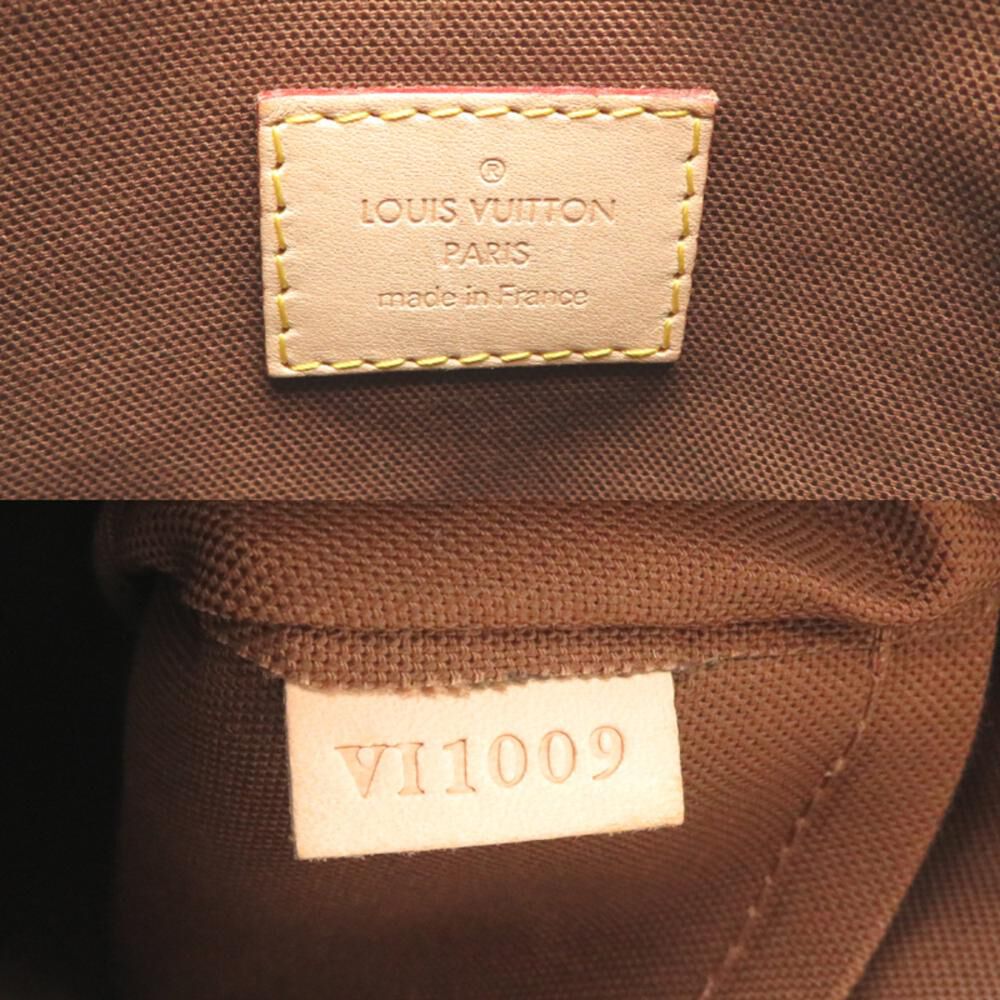 ®
LOUIS VUITTON
PARIS
made in France
VI1009